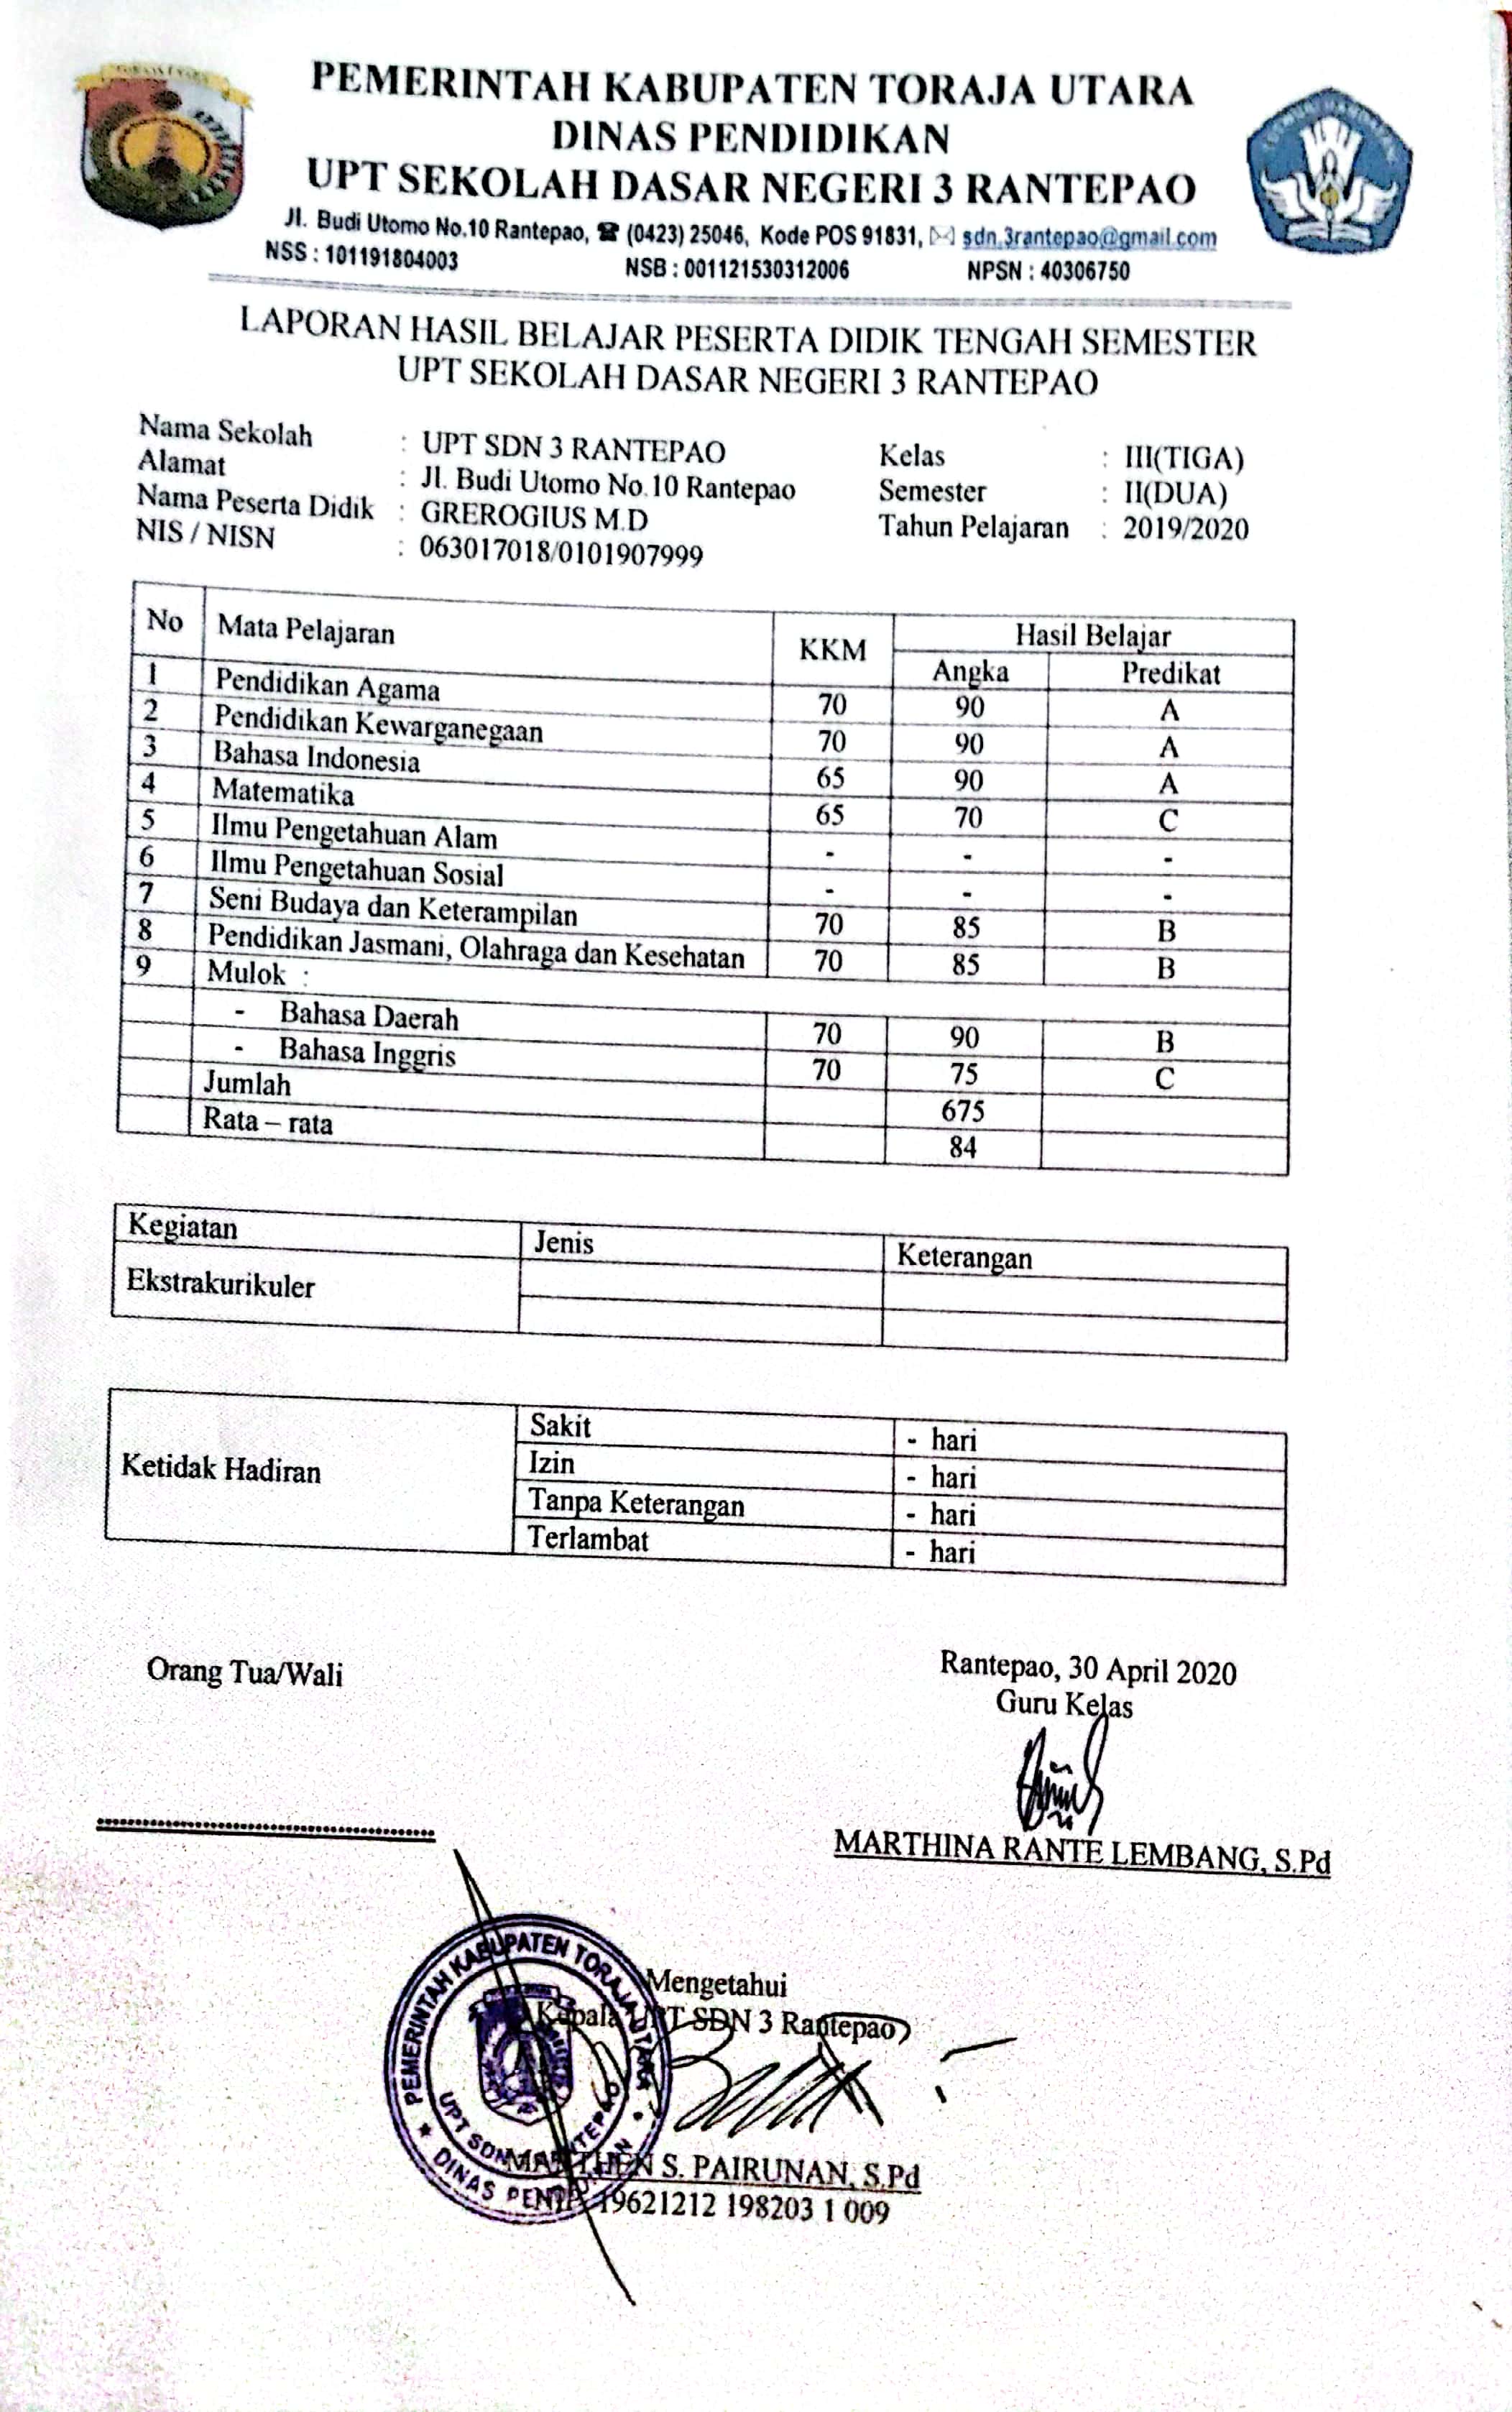 PEMERINTAH KABUPATEN TORAJA UTARA
DINAS PENDIDIKAN
UPT SEKOLAH DASAR NEGERI 3 RANTEPAO
Jl. Budi Utomo No.10 Rantepao, ☎ (0423) 25046, Kode POS 91831, ✉ sdn.3rantepao@gmail.com
NSS : 101191804003 NSB : 001121530312006 NPSN : 40306750
LAPORAN HASIL BELAJAR PESERTA DIDIK TENGAH SEMESTER
UPT SEKOLAH DASAR NEGERI 3 RANTEPAO
Nama Sekolah : UPT SDN 3 RANTEPAO Kelas : III(TIGA)
Alamat : Jl. Budi Utomo No.10 Rantepao Semester : II(DUA)
Nama Peserta Didik : GREROGIUS M.D Tahun Pelajaran : 2019/2020
NIS / NISN : 063017018/0101907999
No Mata Pelajaran KKM Hasil Belajar
Angka Predikat
1 Pendidikan Agama 70 90 A
2 Pendidikan Kewarganegaan 70 90 A
3 Bahasa Indonesia 65 90 A
4 Matematika 65 70 C
5 Ilmu Pengetahuan Alam - - -
6 Ilmu Pengetahuan Sosial - - -
7 Seni Budaya dan Keterampilan 70 85 B
8 Pendidikan Jasmani, Olahraga dan Kesehatan 70 85 B
9 Mulok :
- Bahasa Daerah 70 90 B
- Bahasa Inggris 70 75 C
Jumlah 675
Rata – rata 84
Kegiatan Jenis Keterangan
Ekstrakurikuler
Ketidak Hadiran
Sakit - hari
Izin - hari
Tanpa Keterangan - hari
Terlambat - hari
Rantepao, 30 April 2020
Orang Tua/Wali Guru Kelas
MARTHINA RANTE LEMBANG, S.Pd
Mengetahui
Kepala UPT SDN 3 Rantepao
MARTHEN S. PAIRUNAN, S.Pd
NIP. 19621212 198203 1 009
PEMERINTAH KABUPATEN TORAJA UTARA
UPT SDN RANTEPAO
DINAS PENDIDIKAN